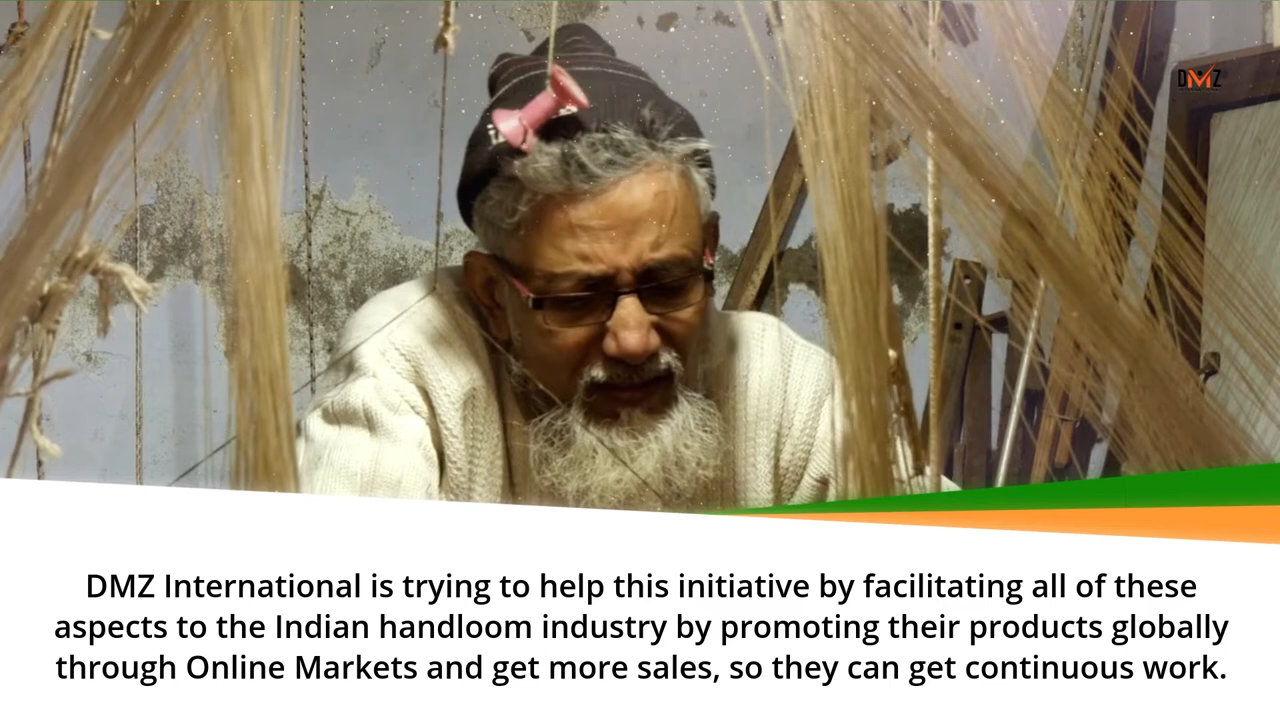 DMZ
DMZ International is trying to help this initiative by facilitating all of these
aspects to the Indian handloom industry by promoting their products globally
through Online Markets and get more sales, so they can get continuous work.